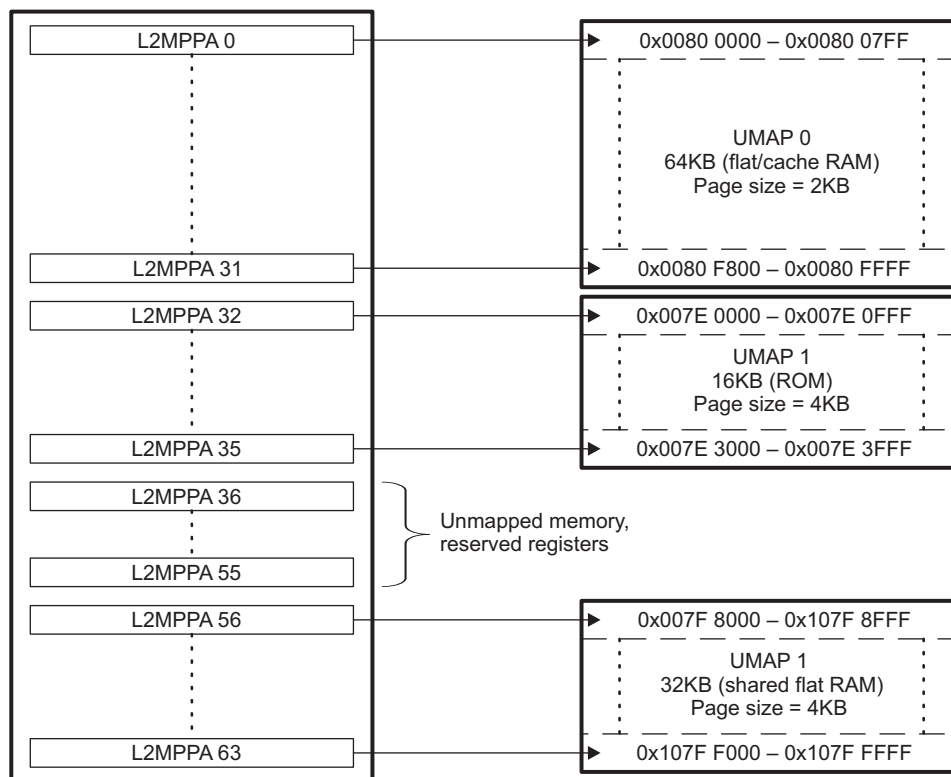 L2MPPA 0
0x0080 0000 – 0x0080 07FF
UMAP 0
64KB (flat/cache RAM)
Page size = 2KB
L2MPPA 31
0x0080 F800 – 0x0080 FFFF
L2MPPA 32
0x007E 0000 – 0x007E 0FFF
UMAP 1
16KB (ROM)
Page size = 4KB
L2MPPA 35
0x007E 3000 – 0x007E 3FFF
L2MPPA 36
Unmapped memory,
reserved registers
L2MPPA 55
L2MPPA 56
0x007F 8000 – 0x107F 8FFF
UMAP 1
32KB (shared flat RAM)
Page size = 4KB
L2MPPA 63
0x107F F000 – 0x107F FFFF